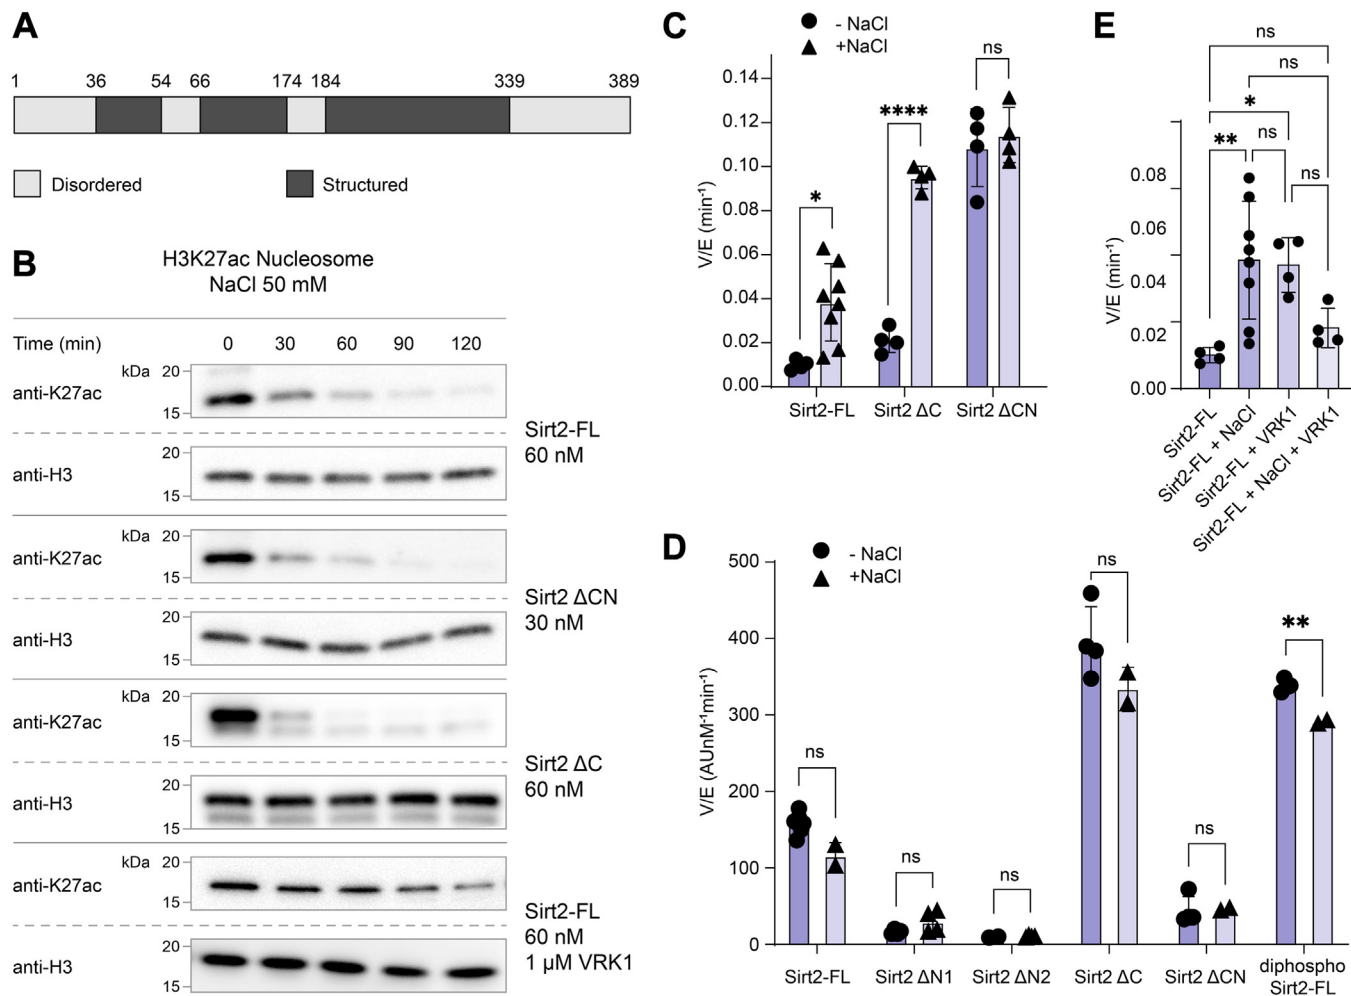 A
1 36 54 66 174 184 339 389
Disordered
Structured
B
H3K27ac Nucleosome
NaCl 50 mM
Time (min) 0 30 60 90 120
kDa 20
anti-K27ac
15
Sirt2-FL
60 nM
20
anti-H3
15
kDa 20
anti-K27ac
15
Sirt2 ΔCN
30 nM
20
anti-H3
15
kDa 20
anti-K27ac
15
Sirt2 ΔC
60 nM
20
anti-H3
15
kDa 20
anti-K27ac
15
Sirt2-FL
60 nM
1 µM VRK1
20
anti-H3
15
C
- NaCl
+NaCl
V/E (min⁻¹)
0.14
0.12
0.10
0.08
0.06
0.04
0.02
0.00
*
****
ns
Sirt2-FL Sirt2 ΔC Sirt2 ΔCN
E
ns
ns
*
** ns
ns
V/E (min⁻¹)
0.08
0.06
0.04
0.02
0.00
Sirt2-FL
Sirt2-FL + NaCl
Sirt2-FL + VRK1
Sirt2-FL + NaCl + VRK1
D
- NaCl
+NaCl
V/E (AUnM⁻¹min⁻¹)
500
400
300
200
100
0
ns
ns
ns
ns
ns
**
Sirt2-FL Sirt2 ΔN1 Sirt2 ΔN2 Sirt2 ΔC Sirt2 ΔCN diphospho
Sirt2-FL